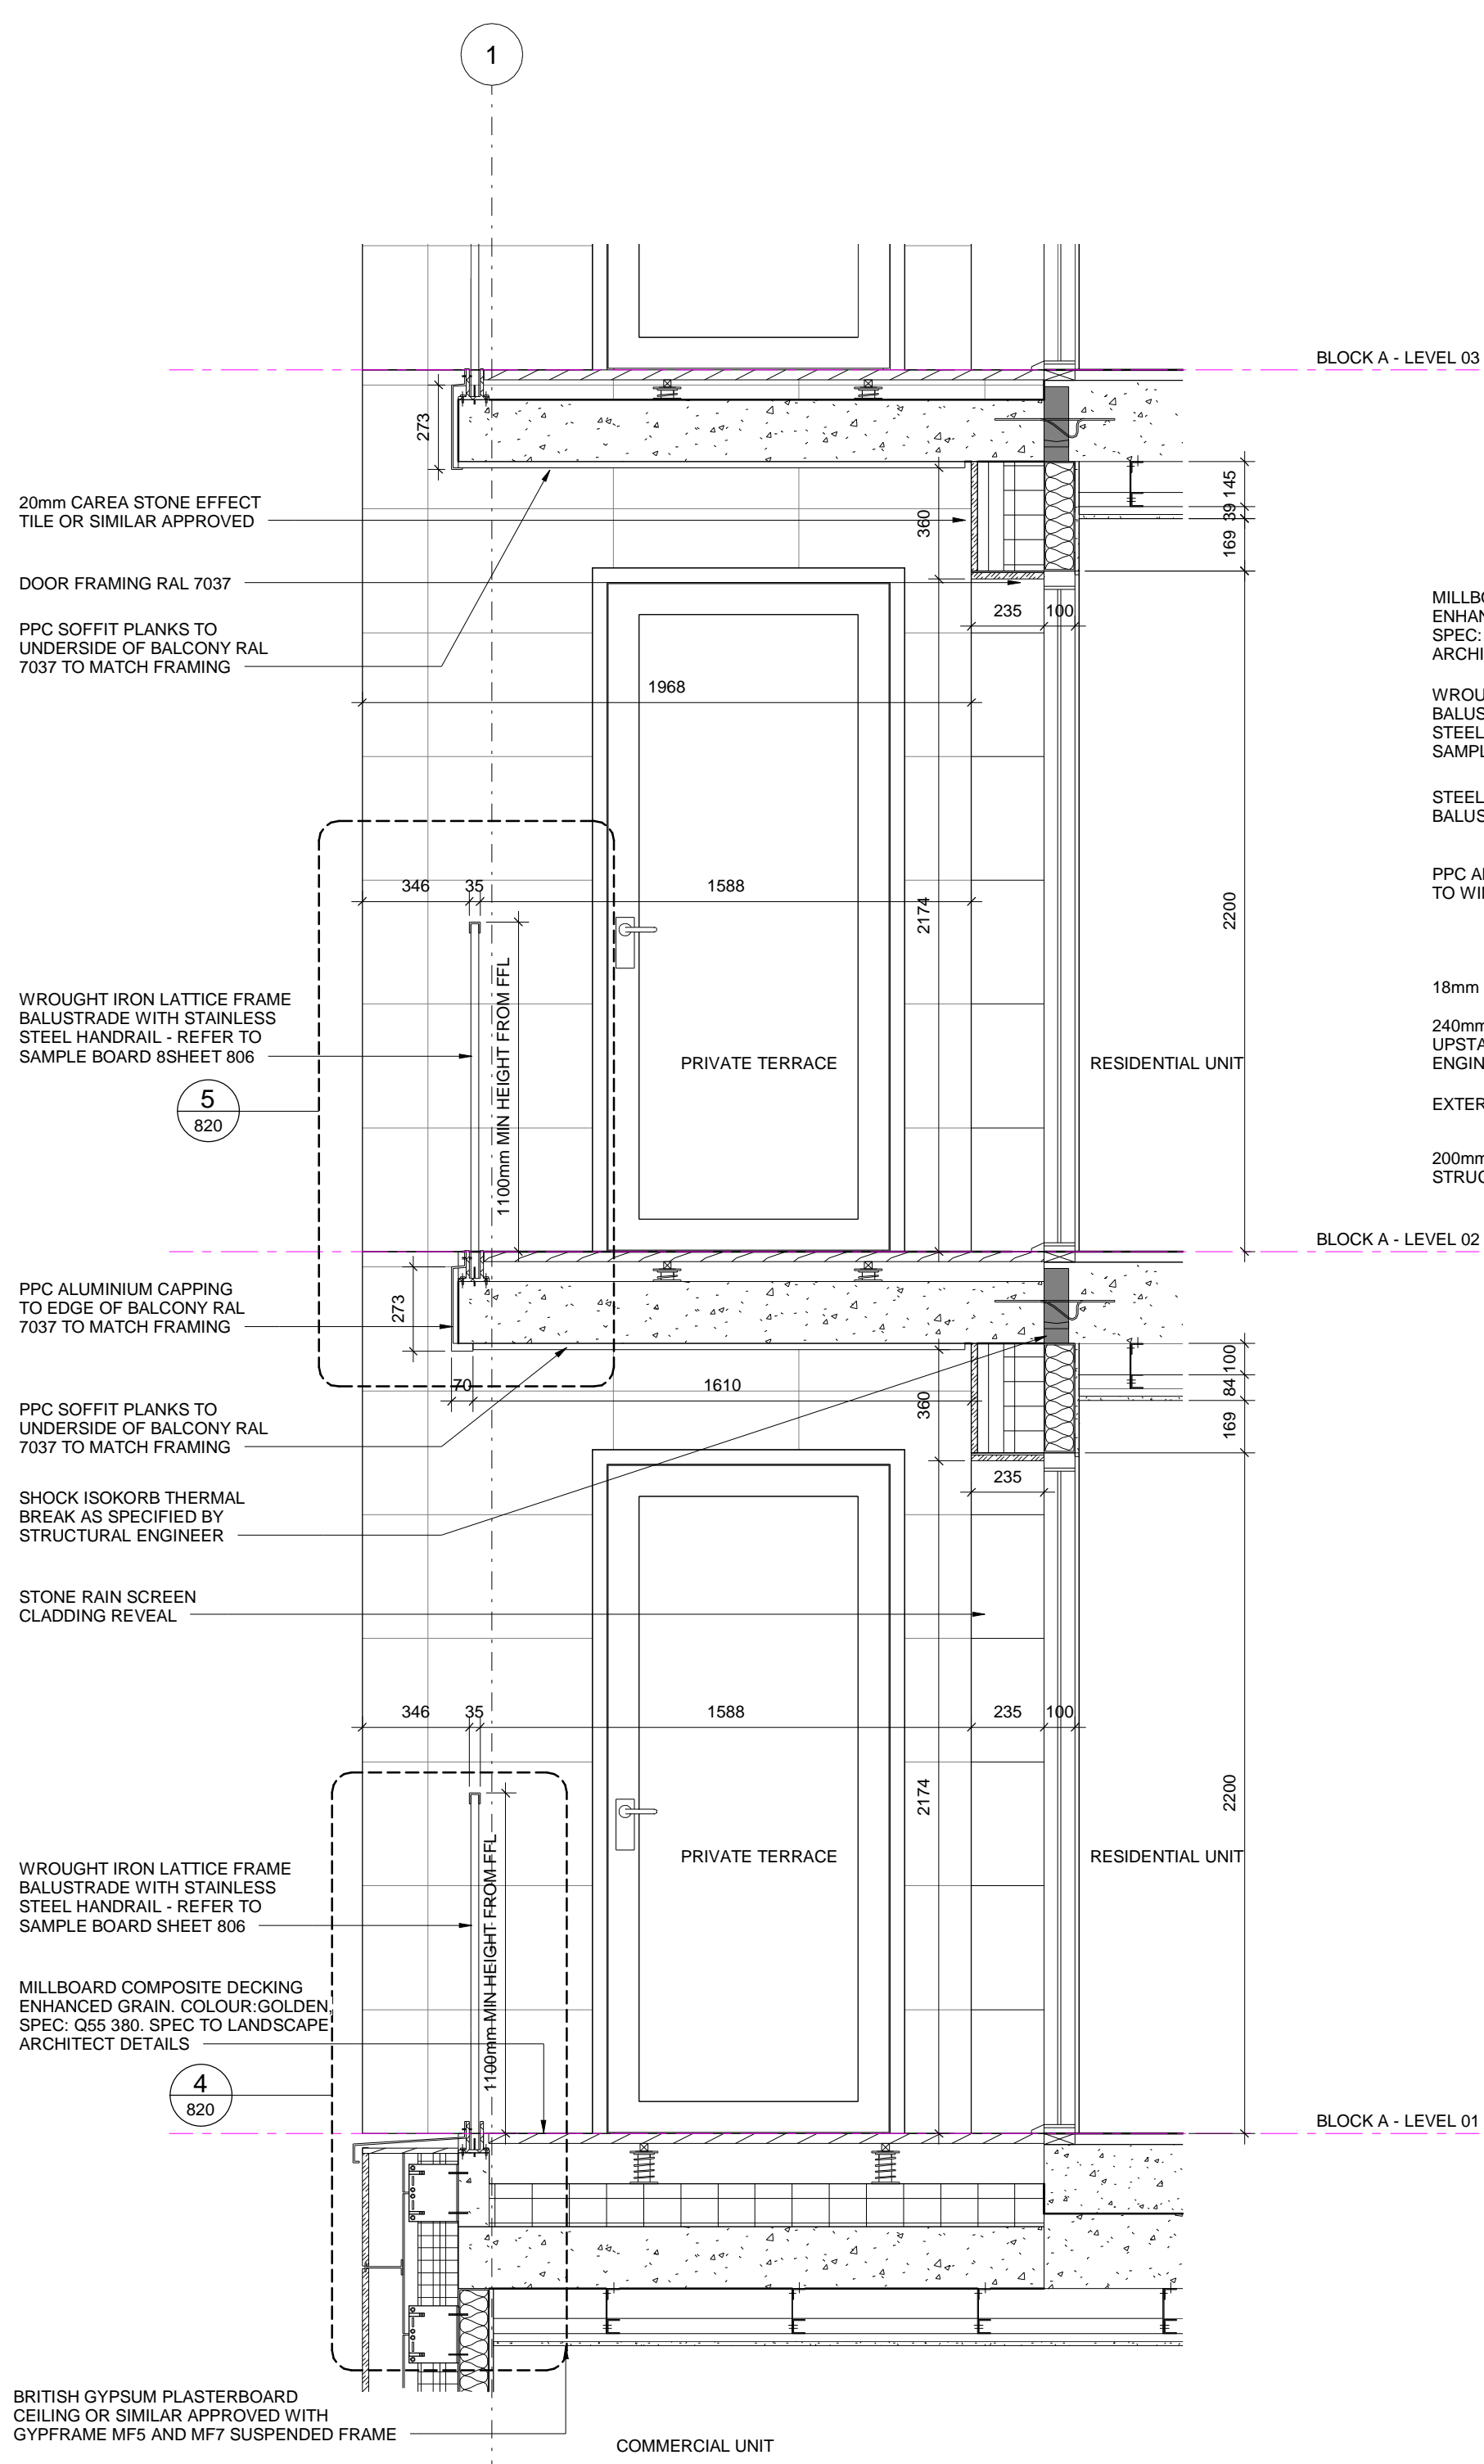 1
BLOCK A - LEVEL 03
273
20mm CAREA STONE EFFECT
TILE OR SIMILAR APPROVED
360
145
39
169
DOOR FRAMING RAL 7037
235
100
PPC SOFFIT PLANKS TO
UNDERSIDE OF BALCONY RAL
7037 TO MATCH FRAMING
1968
346
35
1588
2174
2200
WROUGHT IRON LATTICE FRAME
BALUSTRADE WITH STAINLESS
STEEL HANDRAIL - REFER TO
SAMPLE BOARD 8SHEET 806
1100mm MIN HEIGHT FROM FFL
PRIVATE TERRACE
RESIDENTIAL UNIT
5
820
BLOCK A - LEVEL 02
PPC ALUMINIUM CAPPING
TO EDGE OF BALCONY RAL
7037 TO MATCH FRAMING
273
70
1610
360
100
84
169
PPC SOFFIT PLANKS TO
UNDERSIDE OF BALCONY RAL
7037 TO MATCH FRAMING
235
SHOCK ISOKORB THERMAL
BREAK AS SPECIFIED BY
STRUCTURAL ENGINEER
STONE RAIN SCREEN
CLADDING REVEAL
346
35
1588
235
100
2174
2200
WROUGHT IRON LATTICE FRAME
BALUSTRADE WITH STAINLESS
STEEL HANDRAIL - REFER TO
SAMPLE BOARD SHEET 806
1100mm MIN HEIGHT FROM FFL
PRIVATE TERRACE
RESIDENTIAL UNIT
MILLBOARD COMPOSITE DECKING
ENHANCED GRAIN. COLOUR:GOLDEN,
SPEC: Q55 380. SPEC TO LANDSCAPE
ARCHITECT DETAILS
4
820
BLOCK A - LEVEL 01
BRITISH GYPSUM PLASTERBOARD
CEILING OR SIMILAR APPROVED WITH
GYPFRAME MF5 AND MF7 SUSPENDED FRAME
COMMERCIAL UNIT
SPEC:
STEEL
TO
18mm
240mm
200mm